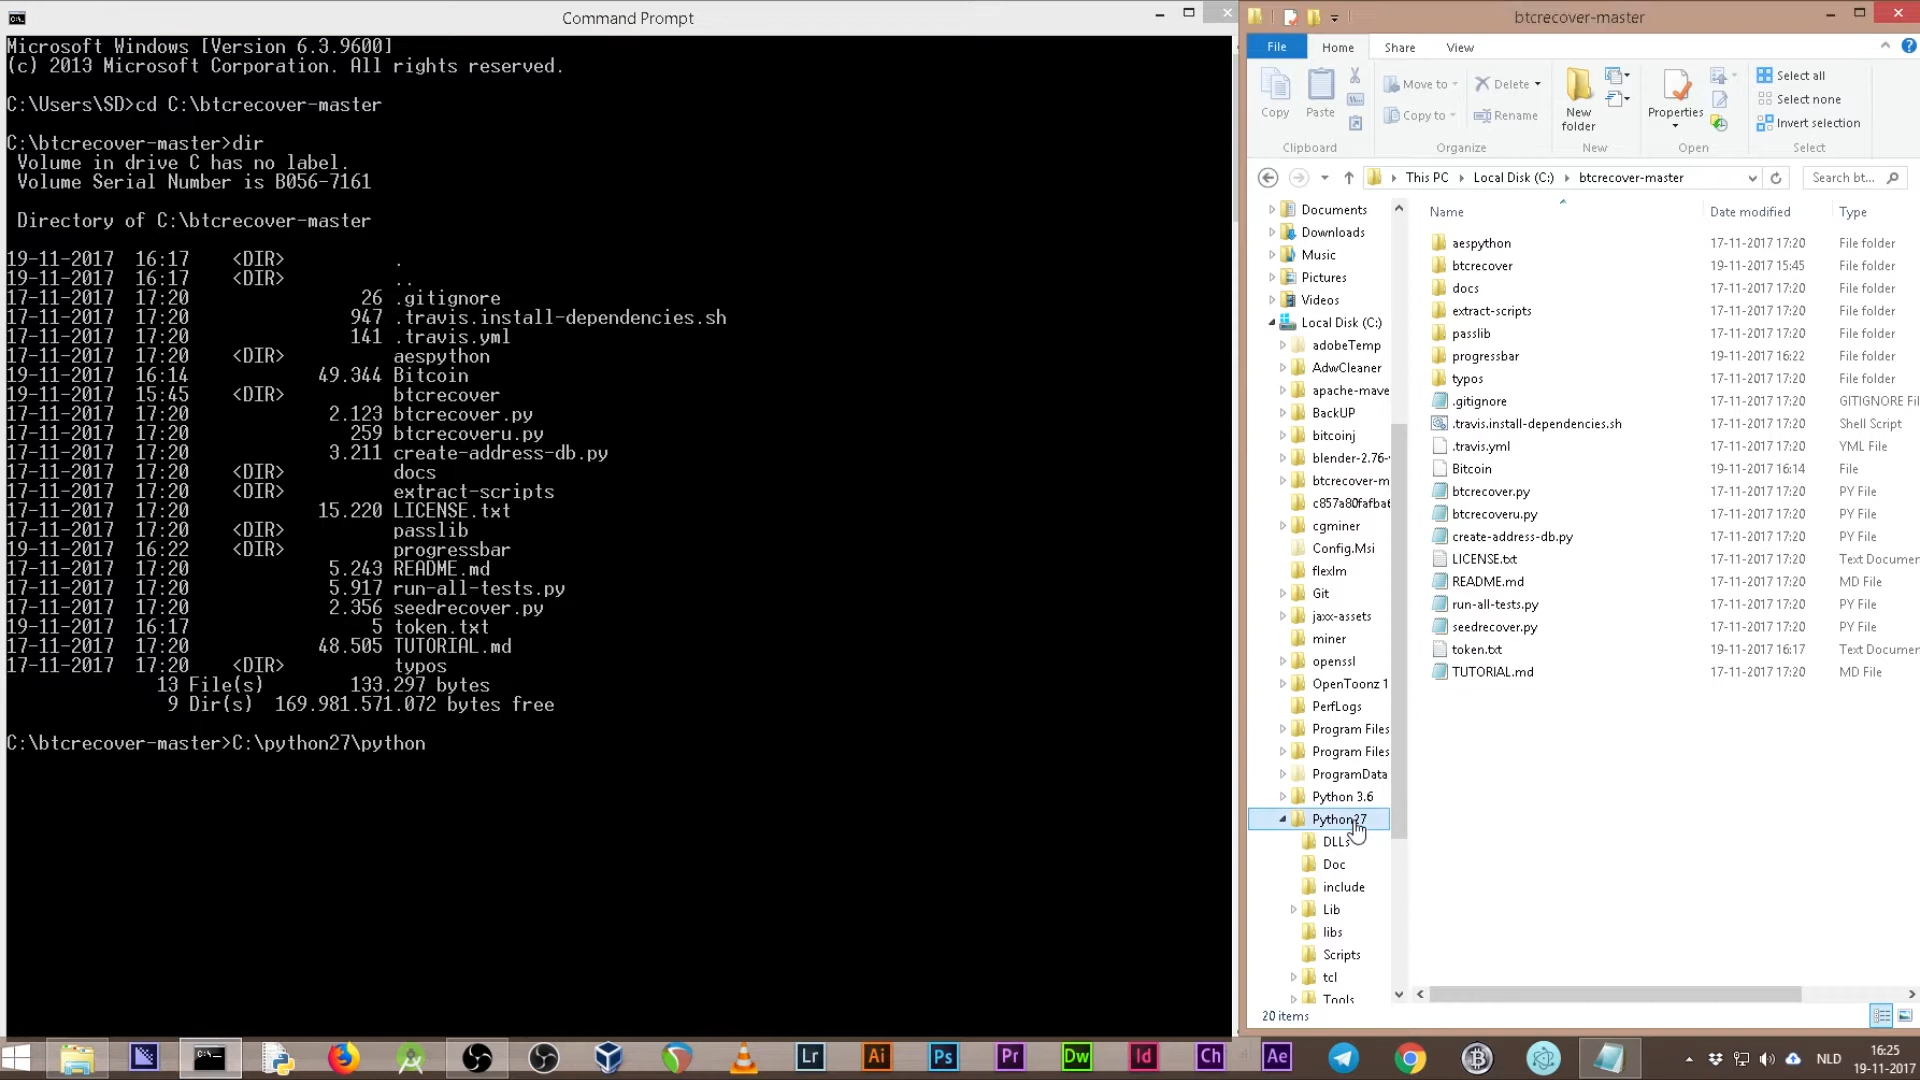 Command Prompt
Microsoft Windows [Version 6.3.9600]
(c) 2013 Microsoft Corporation. All rights reserved.
C:\Users\SD>cd C:\btcrecover-master
C:\btcrecover-master>dir
Volume in drive C has no label.
Volume Serial Number is B056-7161
Directory of C:\btcrecover-master
19-11-2017 16:17 <DIR> .
19-11-2017 16:17 <DIR> ..
17-11-2017 17:20 26 .gitignore
17-11-2017 17:20 947 .travis.install-dependencies.sh
17-11-2017 17:20 141 .travis.yml
17-11-2017 17:20 <DIR> aespython
19-11-2017 16:14 49.344 Bitcoin
19-11-2017 15:45 <DIR> btcrecover
17-11-2017 17:20 2.123 btcrecover.py
17-11-2017 17:20 259 btcrecoveru.py
17-11-2017 17:20 3.211 create-address-db.py
17-11-2017 17:20 <DIR> docs
17-11-2017 17:20 <DIR> extract-scripts
17-11-2017 17:20 15.220 LICENSE.txt
17-11-2017 17:20 <DIR> passlib
19-11-2017 16:22 <DIR> progressbar
17-11-2017 17:20 5.243 README.md
17-11-2017 17:20 5.917 run-all-tests.py
17-11-2017 17:20 2.356 seedrecover.py
19-11-2017 16:17 5 token.txt
17-11-2017 17:20 48.505 TUTORIAL.md
17-11-2017 17:20 <DIR> typos
13 File(s) 133.297 bytes
9 Dir(s) 169.981.571.072 bytes free
C:\btcrecover-master>C:\python27\python
btcrecover-master
File Home Share View
Copy
Paste
Move to
Copy to
Delete
Rename
New folder
Properties
Select all
Select none
Invert selection
Clipboard Organize New Open Select
This PC Local Disk (C:) btcrecover-master
Search bt...
Documents
Downloads
Music
Pictures
Videos
Local Disk (C:)
adobeTemp
AdwCleaner
apache-mave
BackUP
bitcoinj
blender-2.76-
btcrecover-m
c857a80fafbat
cgminer
Config.Msi
flexlm
Git
jaxx-assets
miner
openssl
OpenToonz 1
PerfLogs
Program Files
Program Files
ProgramData
Python 3.6
Python27
DLLs
Doc
include
Lib
libs
Scripts
tcl
Tools
Name Date modified Type
aespython 17-11-2017 17:20 File folder
btcrecover 19-11-2017 15:45 File folder
docs 17-11-2017 17:20 File folder
extract-scripts 17-11-2017 17:20 File folder
passlib 17-11-2017 17:20 File folder
progressbar 19-11-2017 16:22 File folder
typos 17-11-2017 17:20 File folder
.gitignore 17-11-2017 17:20 GITIGNORE Fil
.travis.install-dependencies.sh 17-11-2017 17:20 Shell Script
.travis.yml 17-11-2017 17:20 YML File
Bitcoin 19-11-2017 16:14 File
btcrecover.py 17-11-2017 17:20 PY File
btcrecoveru.py 17-11-2017 17:20 PY File
create-address-db.py 17-11-2017 17:20 PY File
LICENSE.txt 17-11-2017 17:20 Text Documer
README.md 17-11-2017 17:20 MD File
run-all-tests.py 17-11-2017 17:20 PY File
seedrecover.py 17-11-2017 17:20 PY File
token.txt 19-11-2017 16:17 Text Documer
TUTORIAL.md 17-11-2017 17:20 MD File
20 items
Lr Ai Ps Pr Dw Id Ch Ae
NLD
16:25
19-11-2017